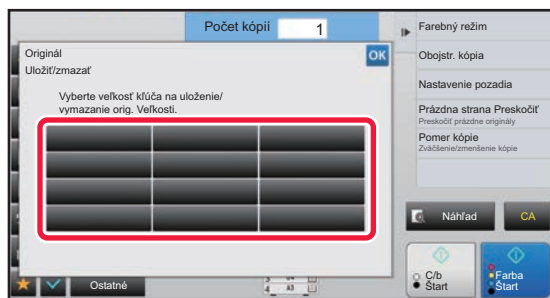 Počet kópií 1
Originál
OK
Uložiť/zmazať
Vyberte veľkosť kľúča na uloženie/
vymazanie orig. Veľkosti.
Farebný režim
Obojstr. kópia
Nastavenie pozadia
Prázdna strana Preskočiť
Preskočiť prázdne originály
Pomer kópie
Zväčšenie/zmenšenie kópie
Náhľad
CA
C/b
Štart
Farba
Štart
Ostatné
4 A3